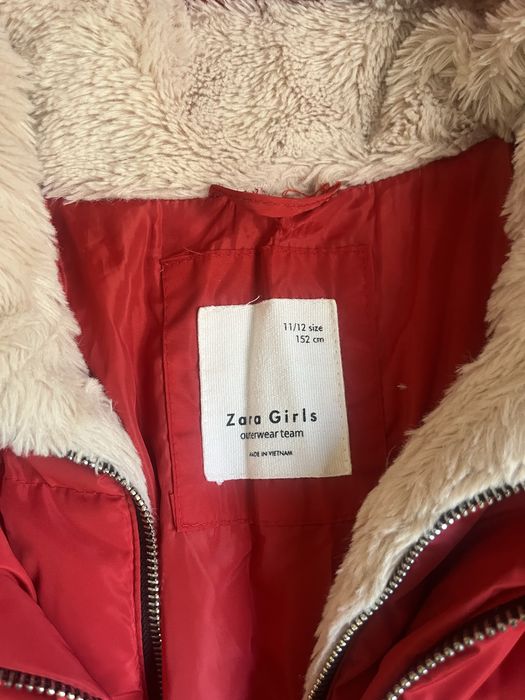 11/12 size
152 cm
Zara Girls
outerwear team
MADE IN VIETNAM